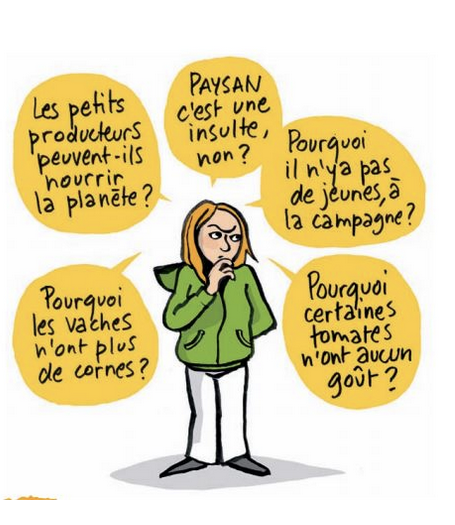 Les petits
producteurs
peuvent-ils
nourrir
la planète ?
PAYSAN
c'est une
insulte,
non ?
Pourquoi
il n'y a pas
de jeunes, à
la campagne ?
Pourquoi
les vaches
n'ont plus
de cornes ?
Pourquoi
certaines
tomates
n'ont aucun
goût ?